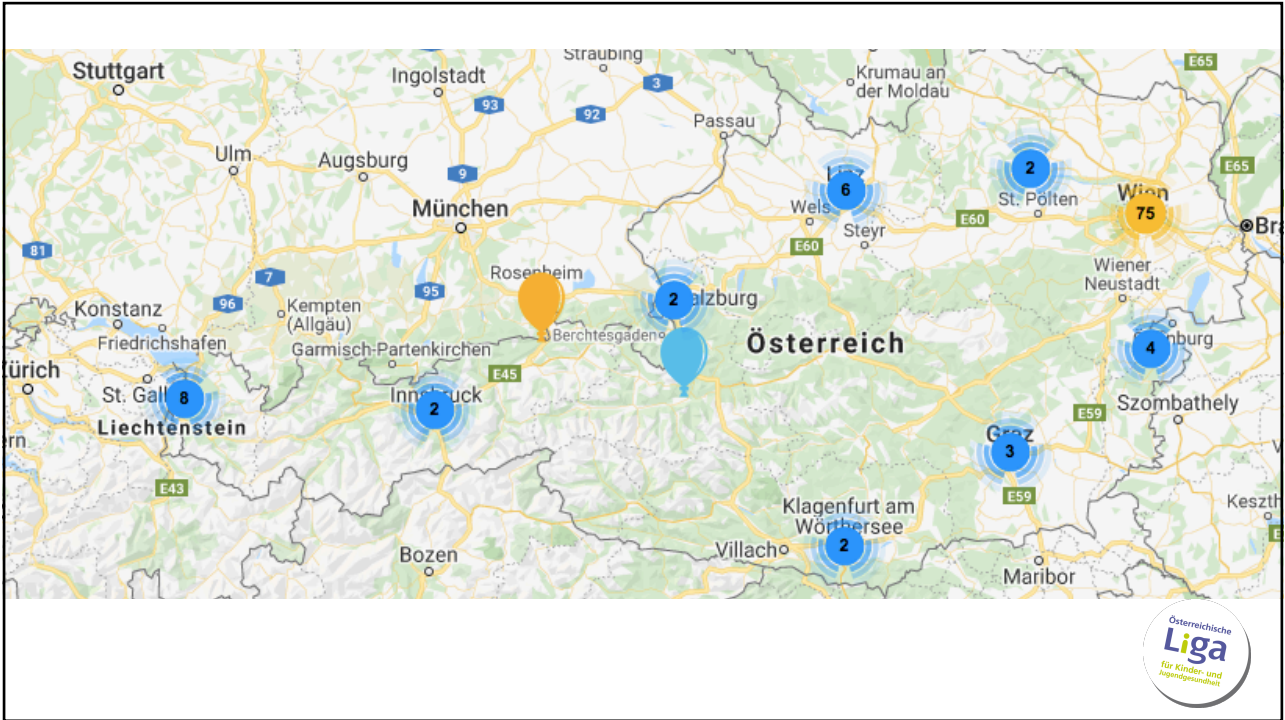 Straubing
E65
Stuttgart
Ingolstadt
Krumau an
der Moldau
3
93
92
Passau
Ulm
Augsburg
9
2
E65
6
Wien
München
Wels
St. Pölten
75
E60
Steyr
81
E60
7
Rosenheim
Wiener
Neustadt
96
95
2
Salzburg
Konstanz
Kempten
(Allgäu)
Friedrichshafen
Garmisch-Partenkirchen
Berchtesgaden
Österreich
4
E45
St. Gall
8
Innsbruck
2
Szombathely
E59
Liechtenstein
Graz
3
E43
E59
Klagenfurt am
Wörthersee
Bozen
Villach
2
Maribor
Österreichische
Liga
für Kinder- und
Jugendgesundheit